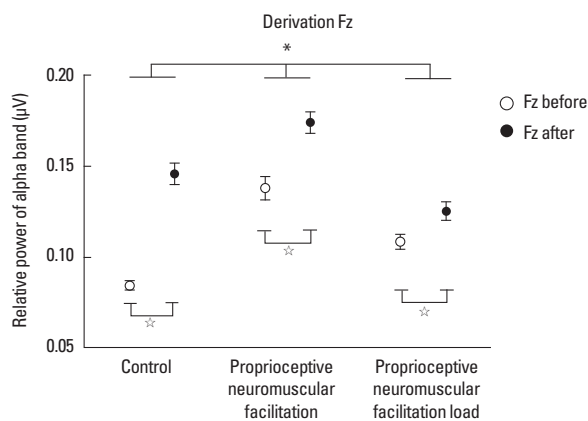 Derivation Fz
*
0.20
0.15
0.10
0.05
Relative power of alpha band (µV)
Fz before
Fz after
☆
☆
☆
Control
Proprioceptive
neuromuscular
facilitation
Proprioceptive
neuromuscular
facilitation load